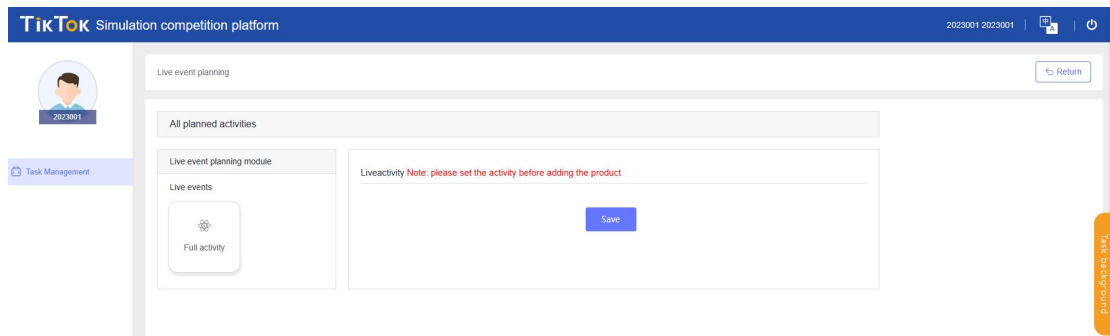 TikTok Simulation competition platform
2023001 2023001 | 中 A |
Live event planning
Return
2023001
All planned activities
Task Management
Live event planning module
Live events
Full activity
Liveactivity Note: please set the activity before adding the product
Save
Task background